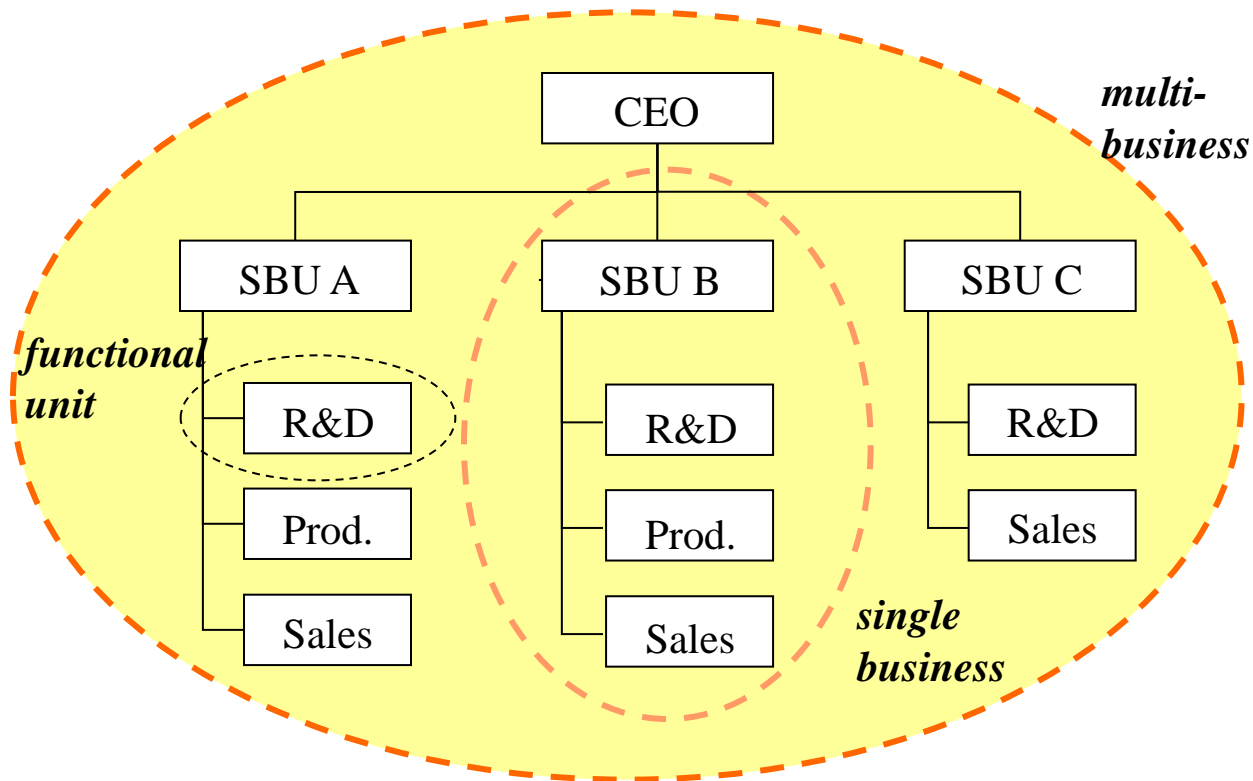 CEO
multi-
business
SBU A
SBU B
SBU C
functional
unit
R&D
R&D
R&D
Prod.
Prod.
Sales
Sales
Sales
single
business